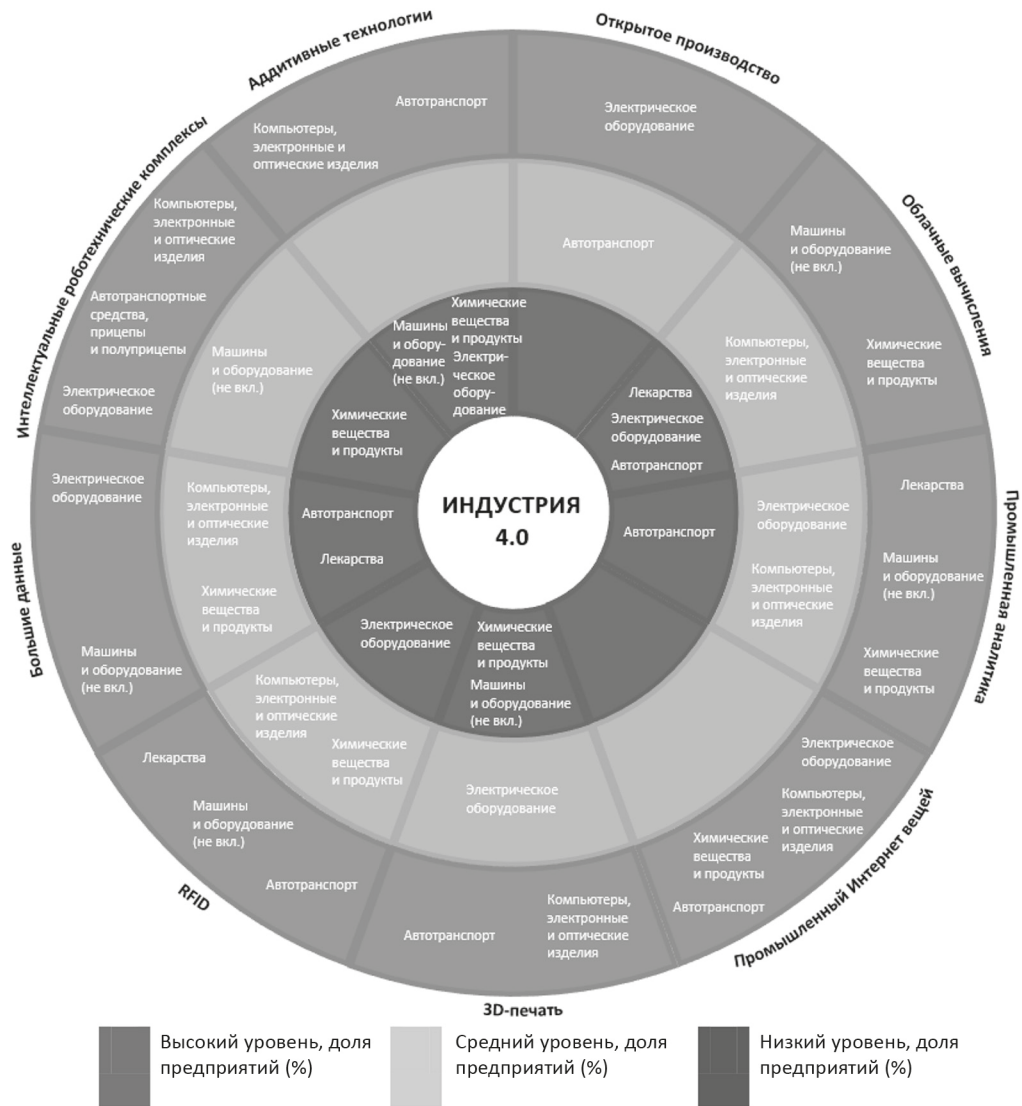 Аддитивные технологии
Открытое производство
Облачные вычисления
Промышленная аналитика
Промышленный Интернет вещей
3D-печать
RFID
Большие данные
Интеллектуальные роботехнические комплексы
Автотранспорт
Компьютеры,
электронные и
оптические изделия
Электрическое
оборудование
Машины
и оборудование
(не вкл.)
Химические
вещества
и продукты
Лекарства
Машины
и оборудование
(не вкл.)
Химические
вещества
и продукты
Электрическое
оборудование
Компьютеры,
электронные
и оптические
изделия
Химические
вещества
и продукты
Автотранспорт
Компьютеры,
электронные
и оптические
изделия
Автотранспорт
Лекарства
Машины
и оборудование
(не вкл.)
Автотранспорт
Электрическое
оборудование
Машины
и оборудование
(не вкл.)
Компьютеры,
электронные
и оптические
изделия
Автотранспортные
средства,
прицепы
и полуприцепы
Электрическое
оборудование
Автотранспорт
Компьютеры,
электронные
и оптические
изделия
Электрическое
оборудование
Компьютеры,
электронные
и оптические
изделия
Электрическое
оборудование
Компьютеры,
электронные
и оптические
изделия
Химические
вещества
и продукты
Компьютеры,
электронные
и оптические
изделия
Химические
вещества
и продукты
Машины
и оборудование
(не вкл.)
Машины
и обору-
дование
(не вкл.)
Химические
вещества
и продукты
Электри-
ческое
обору-
дование
Лекарства
Электрическое
оборудование
Автотранспорт
Автотранспорт
Химические
вещества
и продукты
Машины
и оборудование
(не вкл.)
Электрическое
оборудование
Автотранспорт
Лекарства
Химические
вещества
и продукты
ИНДУСТРИЯ
4.0
Высокий уровень, доля
предприятий (%)
Средний уровень, доля
предприятий (%)
Низкий уровень, доля
предприятий (%)